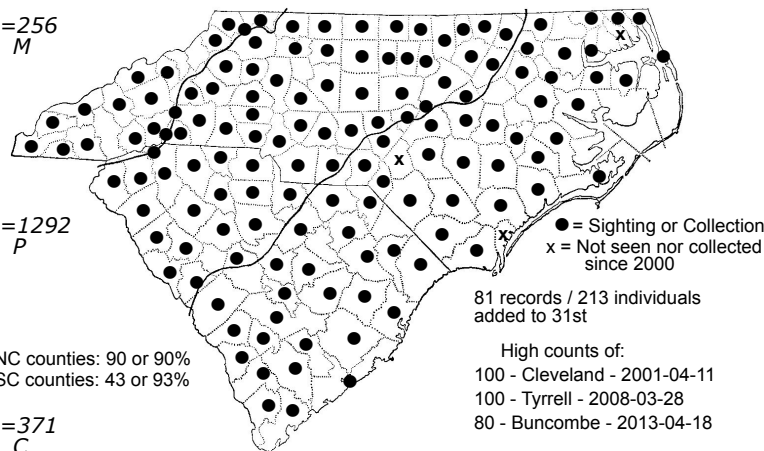 =256
M
=1292
P
=371
C
NC counties: 90 or 90%
SC counties: 43 or 93%
x
x
x
● = Sighting or Collection
x = Not seen nor collected
since 2000
81 records / 213 individuals
added to 31st
High counts of:
100 - Cleveland - 2001-04-11
100 - Tyrrell - 2008-03-28
80 - Buncombe - 2013-04-18